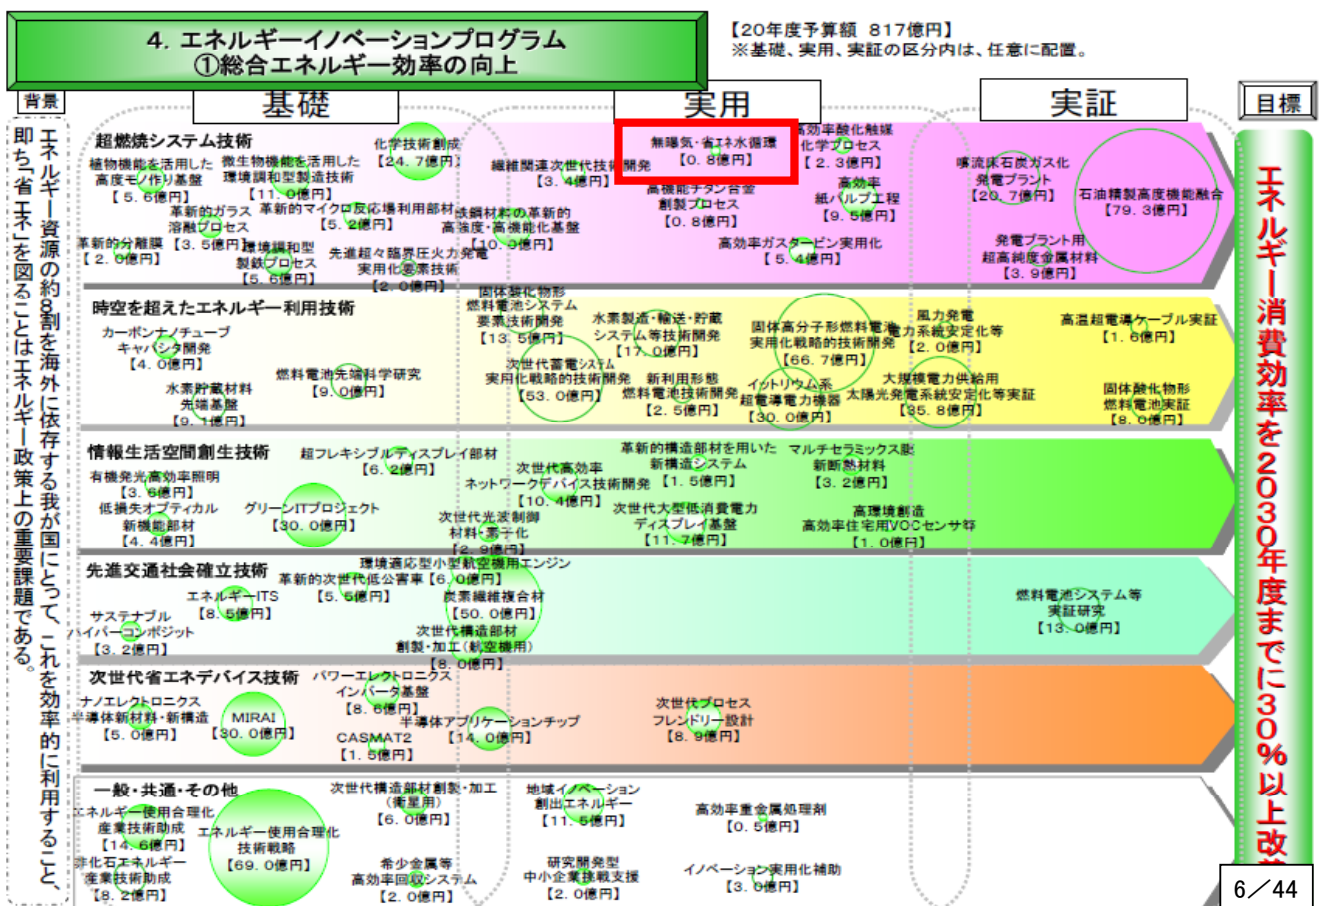 4. エネルギーイノベーションプログラム
①総合エネルギー効率の向上
【20年度予算額 817億円】
※基礎、実用、実証の区分内は、任意に配置。
背景
基礎
実用
実証
目標
エネルギー資源の約8割を海外に依存する我が国にとって、これを効率的に利用すること、
即ち「省エネ」を図ることはエネルギー政策上の重要課題である。
超燃焼システム技術
植物機能を活用した
高度モノ作り基盤
【5.6億円】
微生物機能を活用した
環境調和型製造技術
【11.0億円】
化学技術創成
【24.7億円】
革新的ガラス
溶融プロセス
【3.5億円】
革新的マイクロ反応場利用部材
【5.2億円】
革新的分離膜
【2.0億円】
環境調和型
製鉄プロセス
【5.6億円】
先進超々臨界圧火力発電
実用化要素技術
【2.0億円】
繊維関連次世代技術開発
【3.4億円】
鉄鋼材料の革新的
高強度・高機能化基盤
【10.0億円】
無曝気・省エネ水循環
【0.8億円】
高機能チタン合金
創製プロセス
【0.8億円】
高効率酸化触媒
化学プロセス
【2.3億円】
高効率
紙パルプ工程
【9.5億円】
高効率ガスタービン実用化
【5.4億円】
噴流床石炭ガス化
発電プラント
【20.7億円】
発電プラント用
超高純度金属材料
【3.9億円】
石油精製高度機能融合
【79.3億円】
時空を超えたエネルギー利用技術
カーボンナノチューブ
キャパシタ開発
【4.0億円】
水素貯蔵材料
先端基盤
【9.1億円】
燃料電池先端科学研究
【9.0億円】
固体酸化物形
燃料電池システム
要素技術開発
【13.5億円】
次世代蓄電システム
実用化戦略的技術開発
【53.0億円】
水素製造・輸送・貯蔵
システム等技術開発
【17.0億円】
新利用形態
燃料電池技術開発
【2.5億円】
固体高分子形燃料電池
実用化戦略的技術開発
【66.7億円】
イットリウム系
超電導電力機器
【30.0億円】
風力発電
電力系統安定化等
【2.0億円】
大規模電力供給用
太陽光発電系統安定化等実証
【35.8億円】
高温超電導ケーブル実証
【1.6億円】
固体酸化物形
燃料電池実証
【8.0億円】
情報生活空間創生技術
有機発光高効率照明
【3.6億円】
低損失オプティカル
新機能部材
【4.4億円】
超フレキシブルディスプレイ部材
【6.2億円】
グリーンITプロジェクト
【30.0億円】
次世代高効率
ネットワークデバイス技術開発
【10.4億円】
次世代光波制御
材料・素子化
【2.9億円】
革新的構造部材を用いた
新構造システム
【1.5億円】
次世代大型低消費電力
ディスプレイ基盤
【11.7億円】
マルチセラミックス膜
新断熱材料
【3.2億円】
高環境創造
高効率住宅用VOCセンサ等
【1.0億円】
先進交通社会確立技術
エネルギーITS
【8.5億円】
サステナブル
ハイパーコンポジット
【3.2億円】
革新的次世代低公害車
【5.5億円】
環境適応型小型航空機用エンジン
【6.0億円】
炭素繊維複合材
【50.0億円】
次世代構造部材
創製・加工(航空機用)
【8.0億円】
燃料電池システム等
実証研究
【13.0億円】
次世代省エネデバイス技術
ナノエレクトロニクス
半導体新材料・新構造
【5.0億円】
MIRAI
【30.0億円】
パワーエレクトロニクス
インバータ基盤
【8.6億円】
CASMAT2
【1.5億円】
半導体アプリケーションチップ
【14.0億円】
次世代プロセス
フレンドリー設計
【8.9億円】
一般・共通・その他
エネルギー使用合理化
産業技術助成
【14.6億円】
非化石エネルギー
産業技術助成
【8.2億円】
エネルギー使用合理化
技術戦略
【69.0億円】
次世代構造部材創製・加工
(衛星用)
【6.0億円】
希少金属等
高効率回収システム
【2.0億円】
地域イノベーション
創出エネルギー
【11.5億円】
研究開発型
中小企業挑戦支援
【2.0億円】
高効率重金属処理剤
【0.5億円】
イノベーション実用化補助
【3.0億円】
エネルギー消費効率を2030年度までに30%以上改
6/44